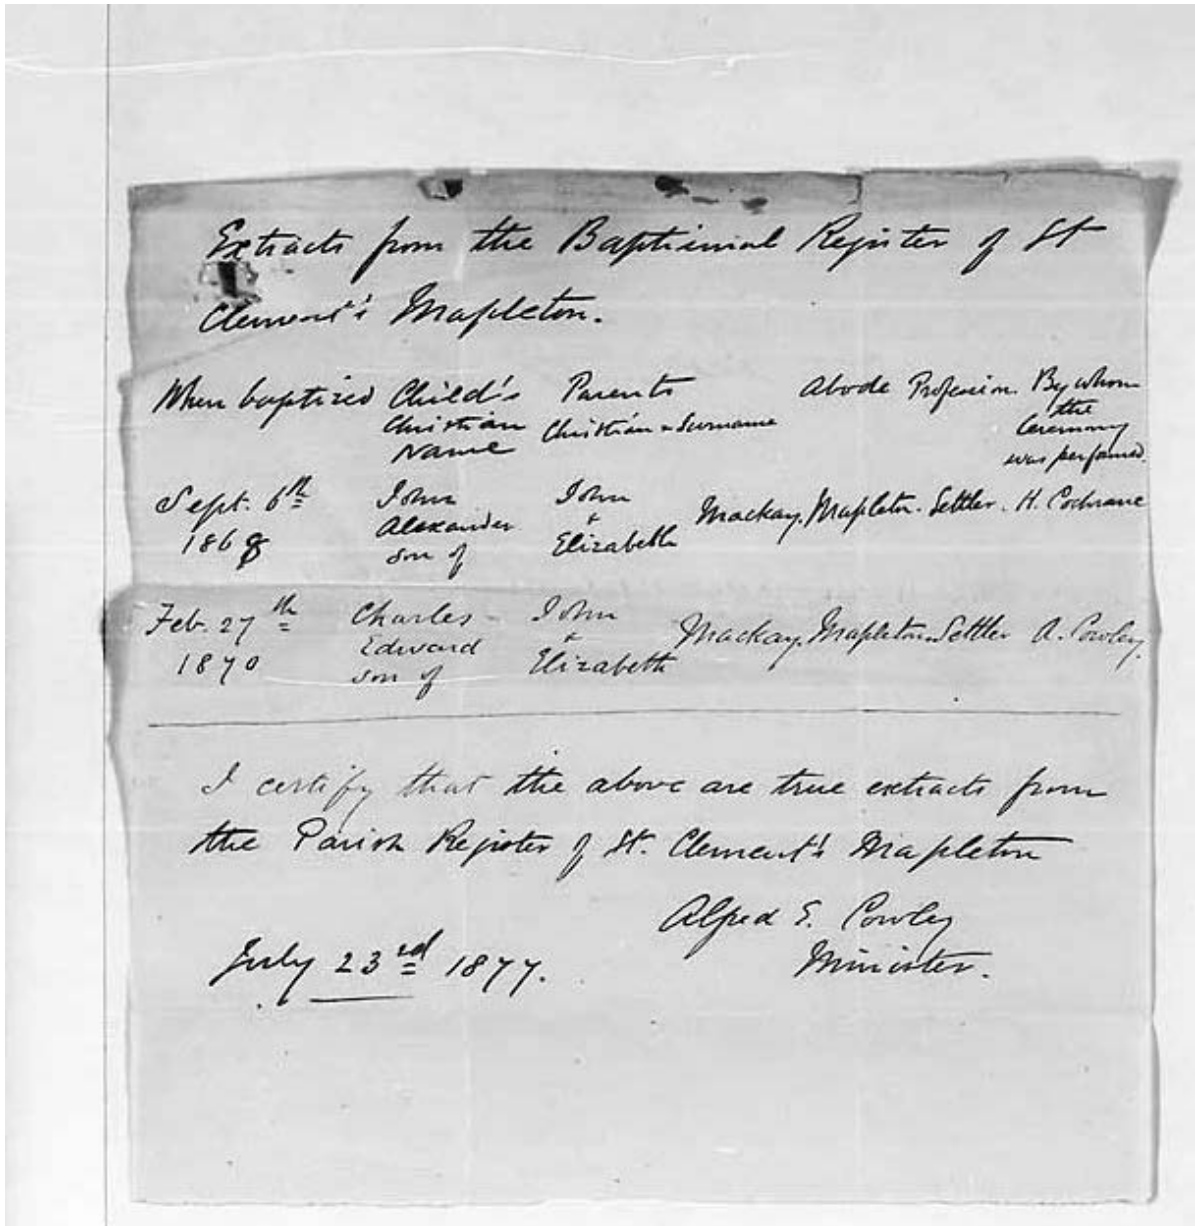 Extracts from the Baptismal Register of St
Clement's Mapleton.
When baptized Child's Christian Name Parents Christian & Surname Abode Profession. By whom the Ceremony was performed.
Sept. 6th John John Mackay. Mapleton. Settler. H. Cochrane
186 Alexander &
son of Elizabeth
Feb. 27th Charles John Mackay. Mapleton. Settler A. Cowley.
1870 Edward &
son of Elizabeth
I certify that the above are true extracts from
the Parish Register of St. Clement's Mapleton
Alfred E. Cowley
July 23rd 1877. Minister.